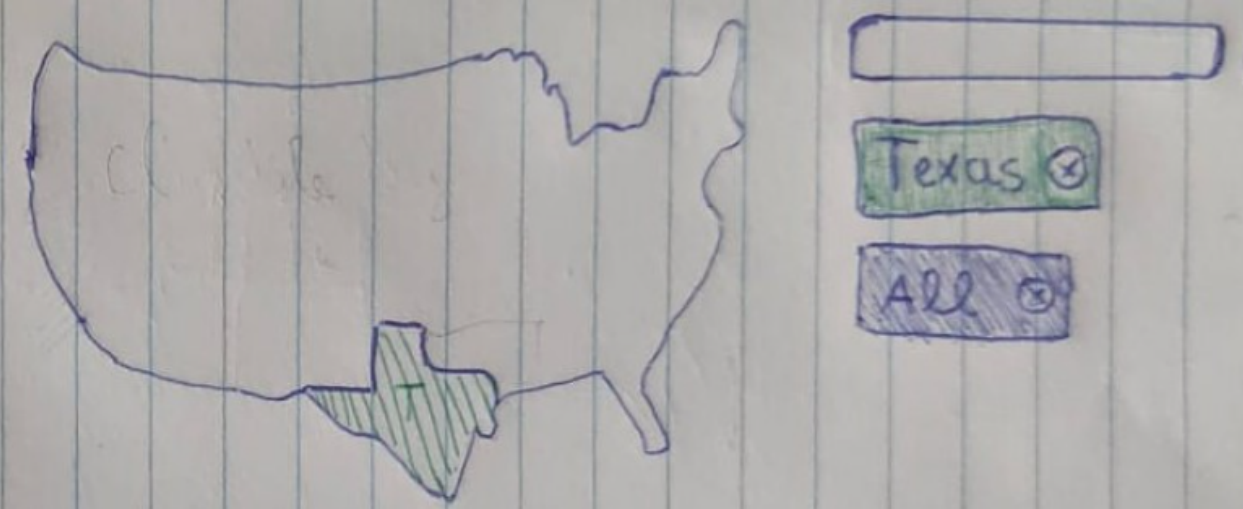 Texas ⓧ
All ⓧ
T